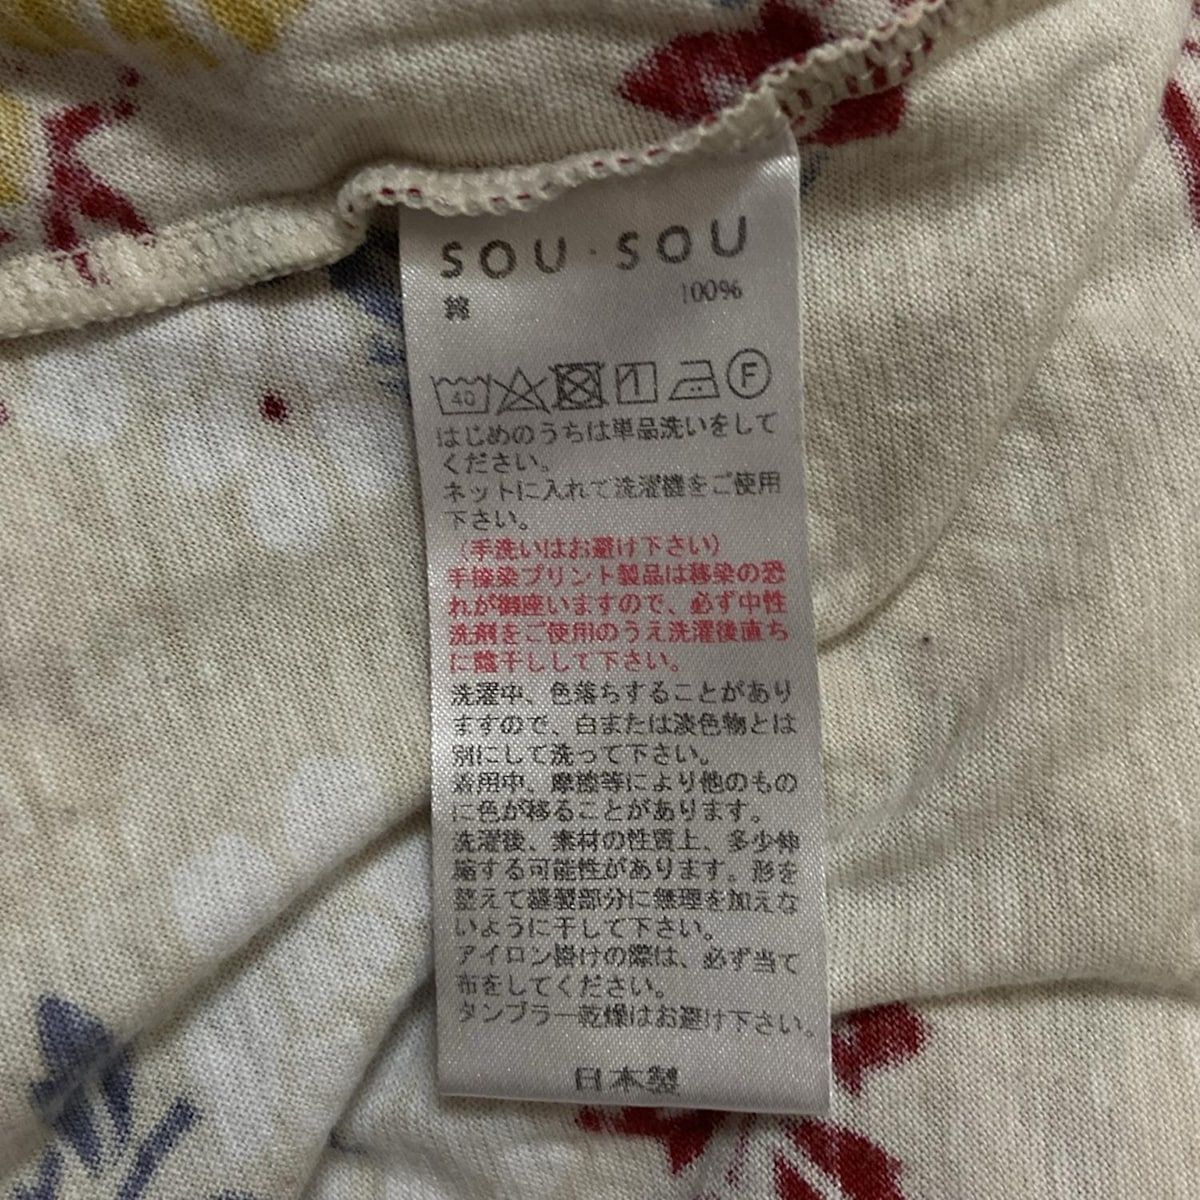 SOU・SOU
綿 100%
40 1 F
はじめのうちは単品洗いをして
ください。
ネットに入れて洗濯機をご使用
下さい。
（手洗いはお避け下さい）
手捺染プリント製品は移染の恐
れが御座いますので、必ず中性
洗剤をご使用のうえ洗濯後直ち
に陰干しして下さい。
洗濯中、色落ちすることがあり
ますので、白または淡色物とは
別にして洗って下さい。
着用中、摩擦等により他のもの
に色が移ることがあります。
洗濯後、素材の性質上、多少伸
縮する可能性があります。形を
整えて縫製部分に無理を加えな
いように干して下さい。
アイロン掛けの際は、必ず当て
布をしてください。
タンブラー乾燥はお避け下さい。
日本製